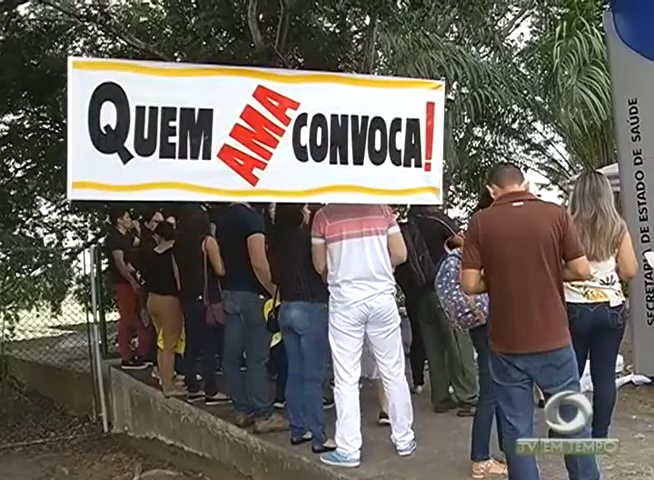 QUEM AMA CONVOCA!
SECRETARIA DE ESTADO DE SAÚDE
TV EM TEMPO